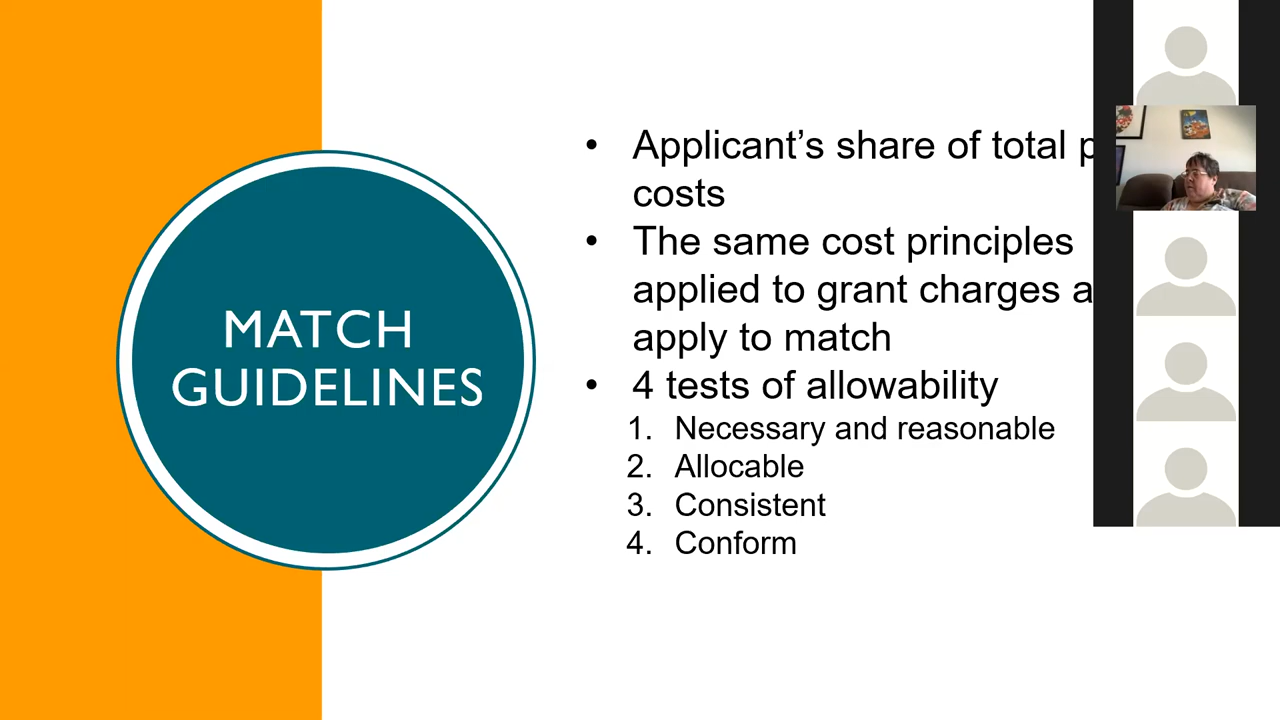 MATCH
GUIDELINES
• Applicant’s share of total
costs
• The same cost principles
applied to grant charges
apply to match
• 4 tests of allowability
1. Necessary and reasonable
2. Allocable
3. Consistent
4. Conform